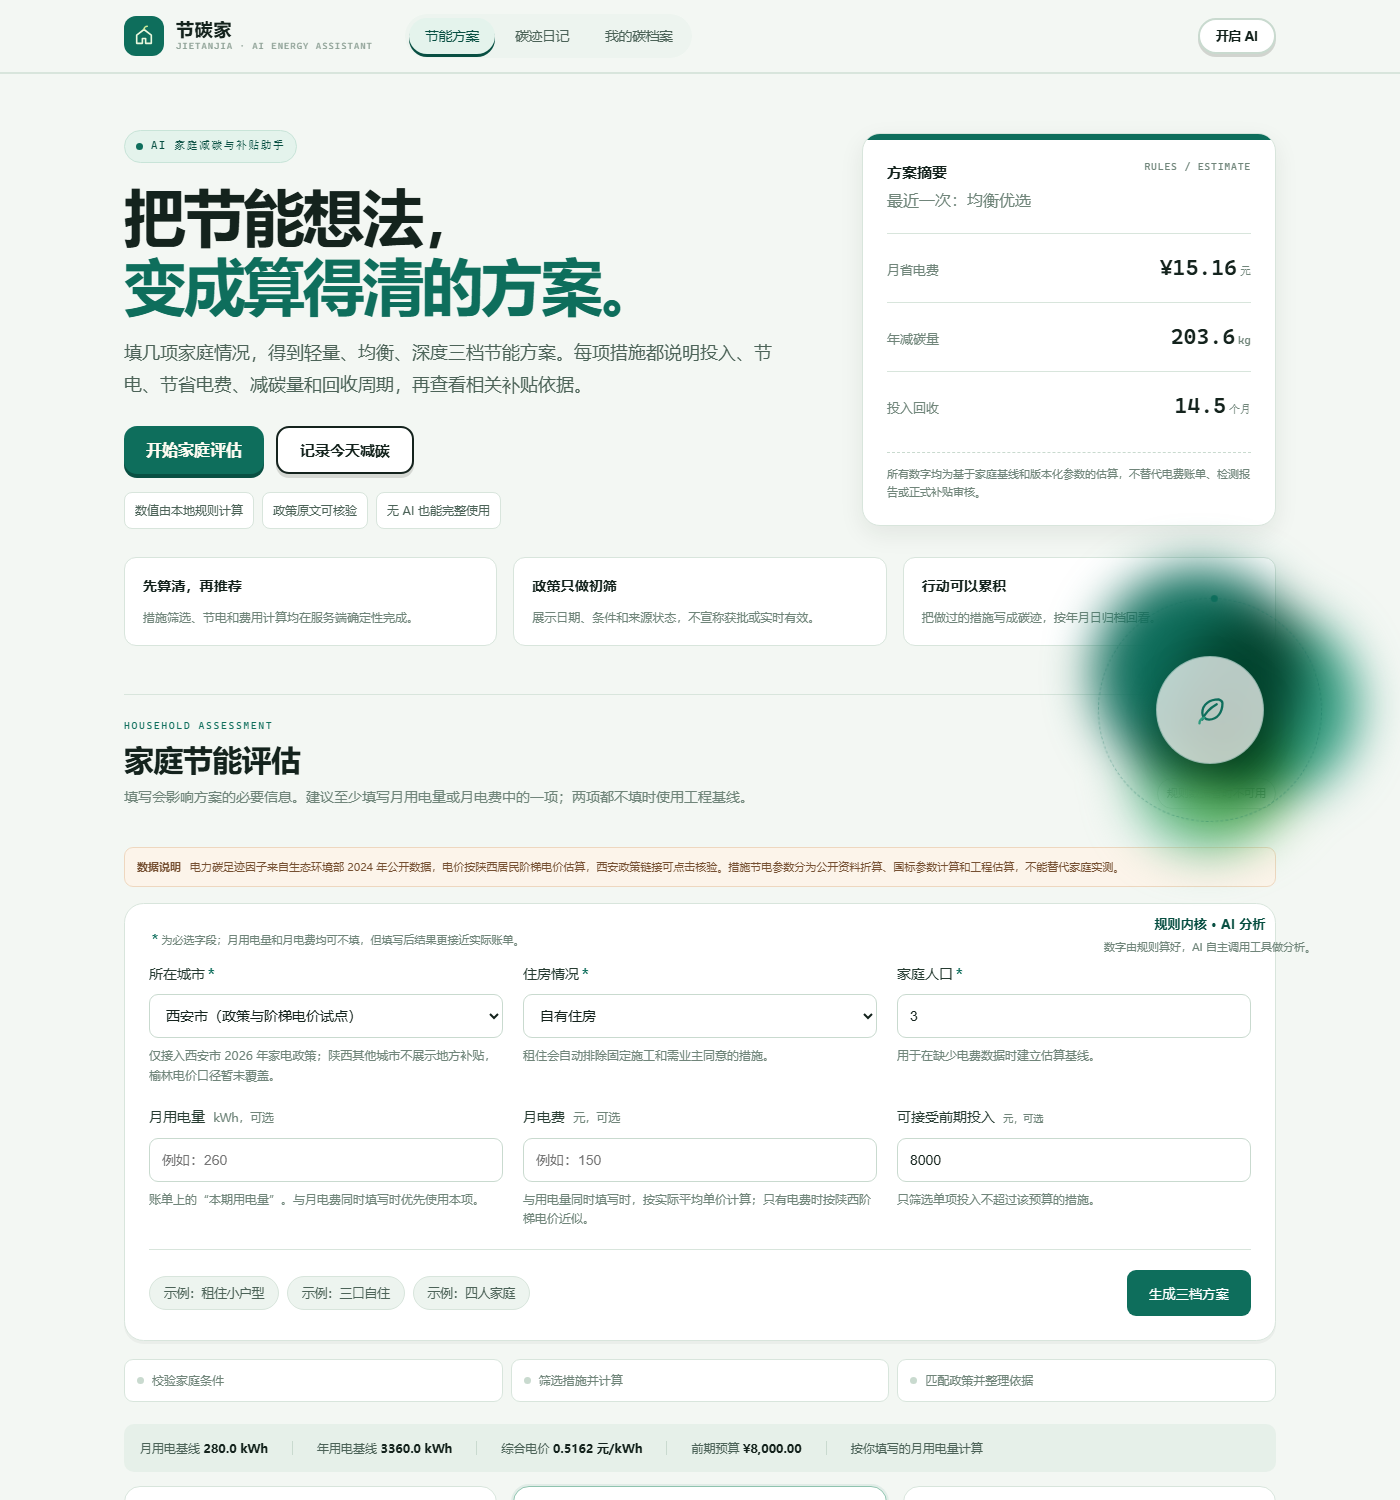 节碳家
JIETANJIA · AI ENERGY ASSISTANT
节能方案
碳迹日记
我的碳档案
开启 AI
AI 家庭减碳与补贴助手
把节能想法，
变成算得清的方案。
填几项家庭情况，得到轻量、均衡、深度三档节能方案。每项措施都说明投入、节
电、节省电费、减碳量和回收周期，再查看相关补贴依据。
开始家庭评估
记录今天减碳
数值由本地规则计算
政策原文可核验
无 AI 也能完整使用
方案摘要
RULES / ESTIMATE
最近一次：均衡优选
月省电费
¥15.16 元
年减碳量
203.6 kg
投入回收
14.5 个月
所有数字均为基于家庭基线和版本化参数的估算，不替代电费账单、检测报
告或正式补贴审核。
先算清，再推荐
措施筛选、节电和费用计算均在服务端确定性完成。
政策只做初筛
展示日期、条件和来源状态，不宣称获批或实时有效。
行动可以累积
把做过的措施写成碳迹，按年月日归档回看。
HOUSEHOLD ASSESSMENT
家庭节能评估
填写会影响方案的必要信息。建议至少填写月用电量或月电费中的一项；两项都不填时使用工程基线。
数据说明 电力碳足迹因子来自生态环境部 2024 年公开数据，电价按陕西居民阶梯电价估算，西安政策链接可点击核验。措施节电参数分为公开资料折算、国标参数计算和工程估算，不能替代家庭实测。
规则内核 • AI 分析
数字由规则算好，AI 自主调用工具做分析。
* 为必选字段；月用电量和月电费均可不填，但填写后结果更接近实际账单。
所在城市 *
西安市（政策与阶梯电价试点）
仅接入西安市 2026 年家电政策；陕西其他城市不展示地方补贴，
榆林电价口径暂未覆盖。
住房情况 *
自有住房
租住会自动排除固定施工和需业主同意的措施。
家庭人口 *
3
用于在缺少电费数据时建立估算基线。
月用电量 kWh，可选
例如：260
账单上的“本期用电量”。与月电费同时填写时优先使用本项。
月电费 元，可选
例如：150
与用电量同时填写时，按实际平均单价计算；只有电费时按陕西阶
梯电价近似。
可接受前期投入 元，可选
8000
只筛选单项投入不超过该预算的措施。
示例：租住小户型
示例：三口自住
示例：四人家庭
生成三档方案
校验家庭条件
筛选措施并计算
匹配政策并整理依据
月用电基线 280.0 kWh
年用电基线 3360.0 kWh
综合电价 0.5162 元/kWh
前期预算 ¥8,000.00
按你填写的月用电量计算